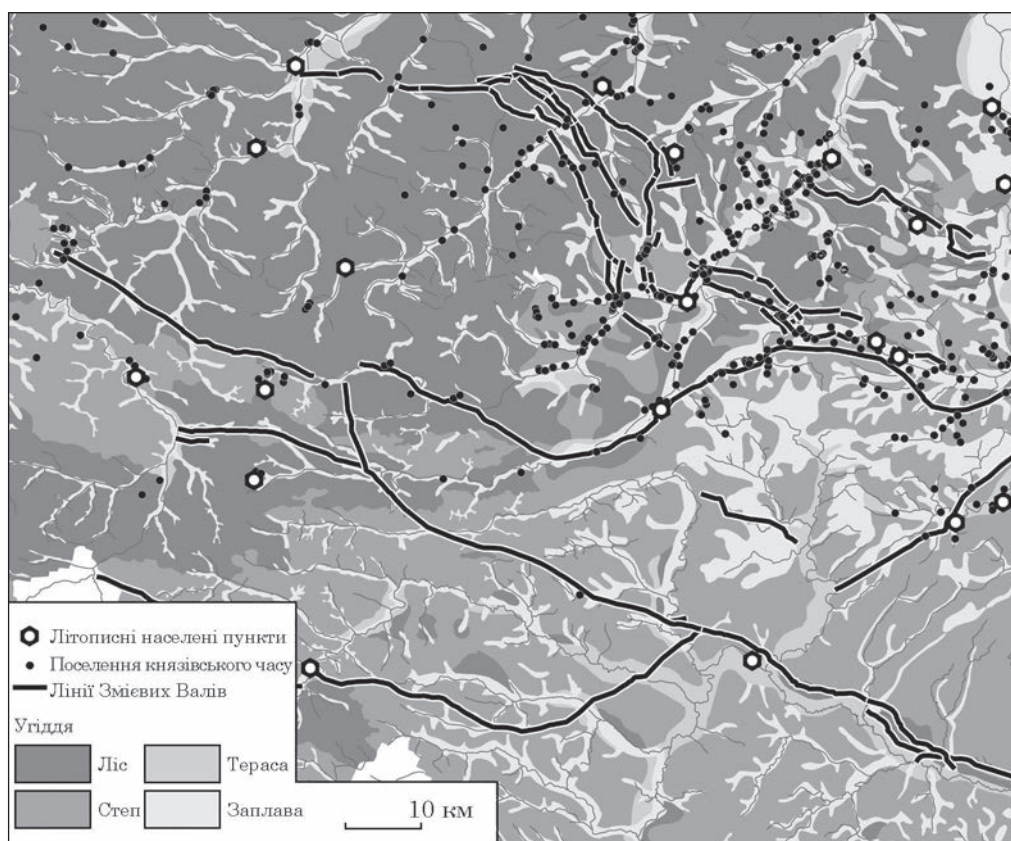 Літописні населені пункти
Поселення князівського часу
Лінії Змієвих Валів
Угіддя
Ліс
Тераса
Степ
Заплава
10 км